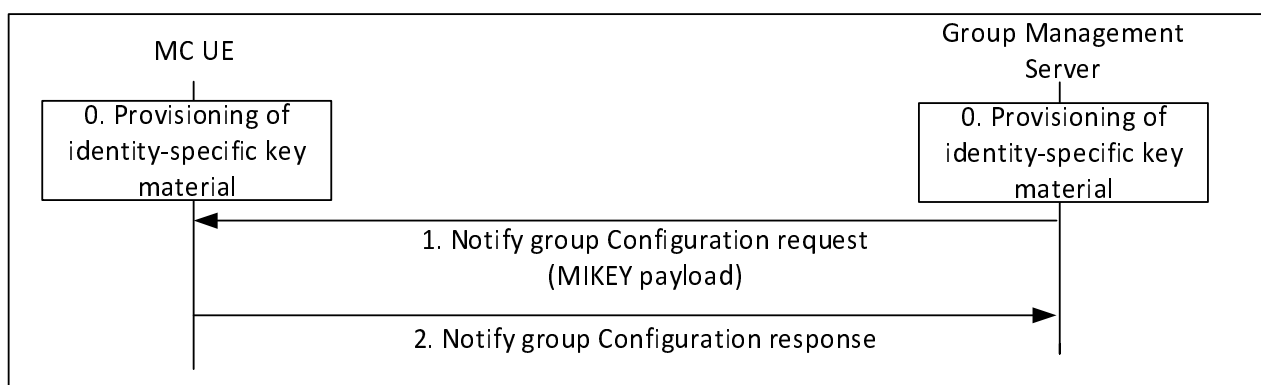 MC UE
Group Management
Server
0. Provisioning of
identity-specific key
material
0. Provisioning of
identity-specific key
material
1. Notify group Configuration request
(MIKEY payload)
2. Notify group Configuration response